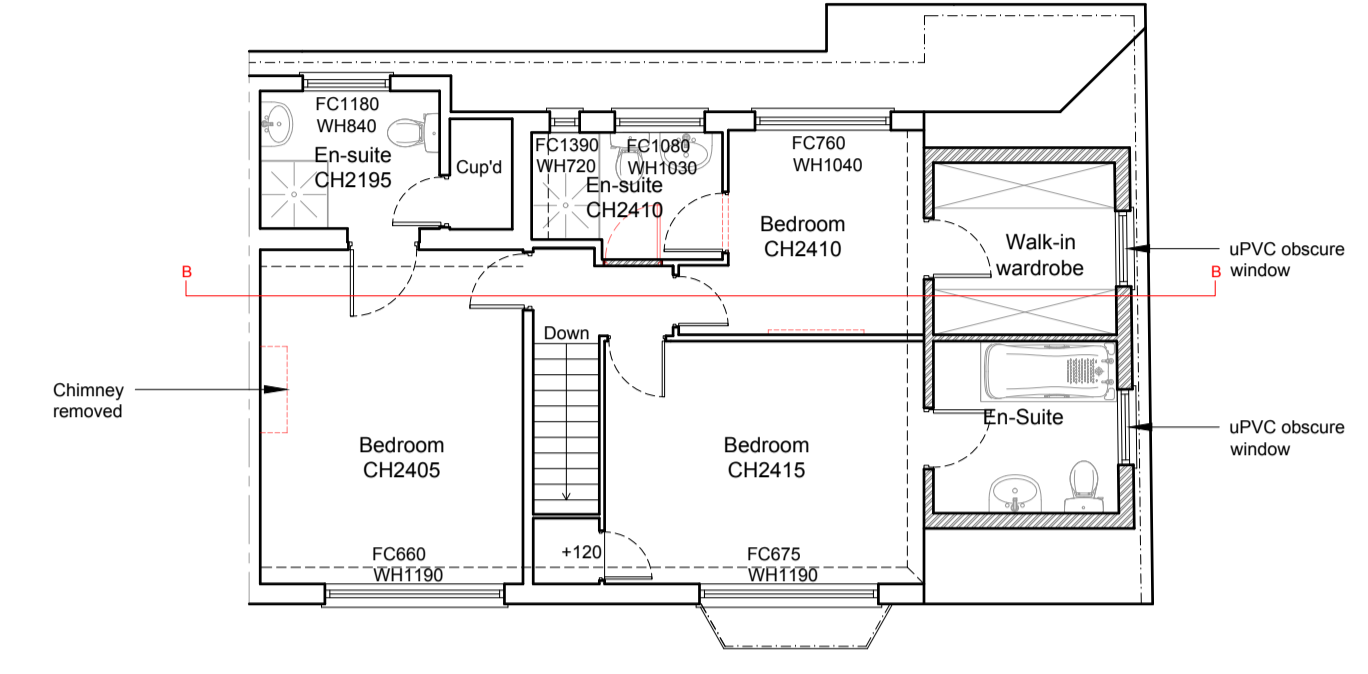 FC1180
WH840
En-suite
CH2195
Cup'd
FC1390
WH720
FC1080
WH1030
En-suite
CH2410
FC760
WH1040
Bedroom
CH2410
Walk-in
wardrobe
uPVC obscure
window
B
B
Down
Chimney
removed
Bedroom
CH2405
Bedroom
CH2415
En-Suite
uPVC obscure
window
+120
FC660
WH1190
FC675
WH1190